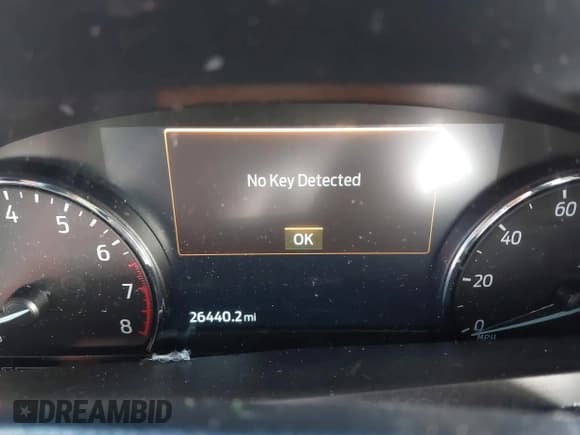 No Key Detected
OK
4
5
6
7
8
26440.2 mi
60
40
20
0
MPH
DREAMBID